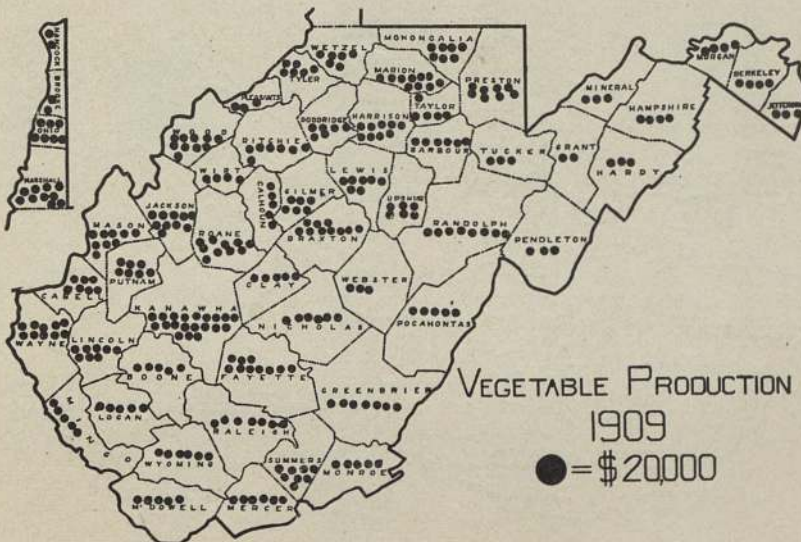 HANCOCK
BROOKE
OHIO
MARSHALL
WETZEL
MONONGALIA
TYLER
MARION
PRESTON
PLEASANTS
TAYLOR
MORGAN
BERKELEY
JEFFERSON
MINERAL
HAMPSHIRE
WOOD
RITCHIE
DODDRIDGE
HARRISON
BARBOUR
TUCKER
GRANT
HARDY
WIRT
CALHOUN
GILMER
LEWIS
UPSHUR
RANDOLPH
PENDLETON
MASON
JACKSON
ROANE
BRAXTON
WEBSTER
POCAHONTAS
CABELL
PUTNAM
KANAWHA
CLAY
NICHOLAS
WAYNE
LINCOLN
BOONE
FAYETTE
GREENBRIER
MINGO
LOGAN
RALEIGH
WYOMING
SUMMERS
MONROE
McDOWELL
MERCER
VEGETABLE PRODUCTION
1909
= $20,000